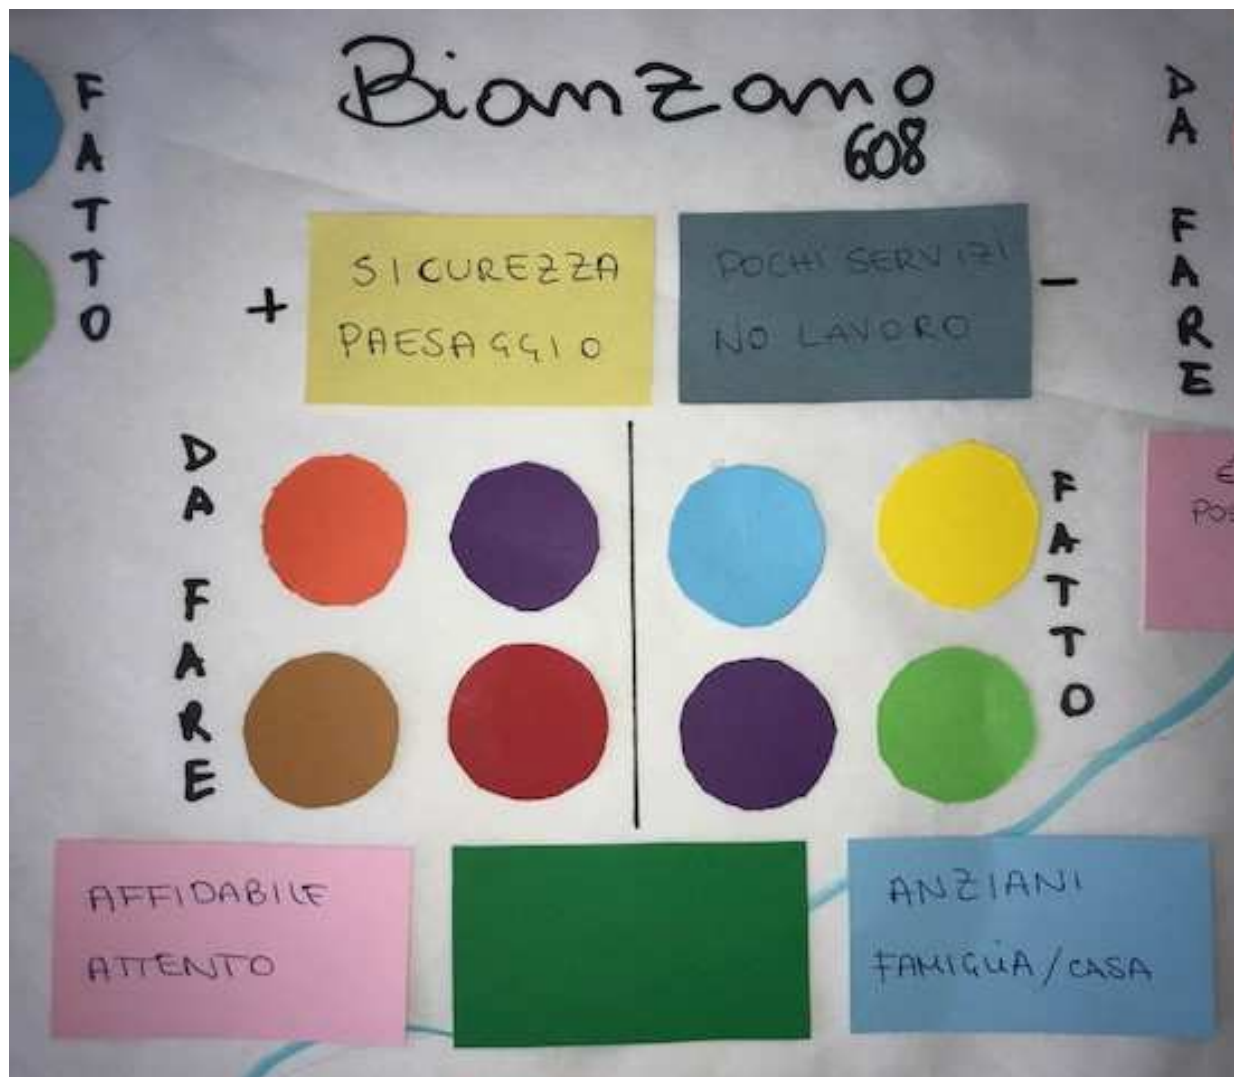 Bianzano
608
FATTO
DA FARE
+
SICUREZZA
PAESAGGIO
POCHI SERVIZI
NO LAVORO
-
DA FARE
FATTO
AFFIDABILE
ATTENTO
ANZIANI
FAMIGLIA/CASA